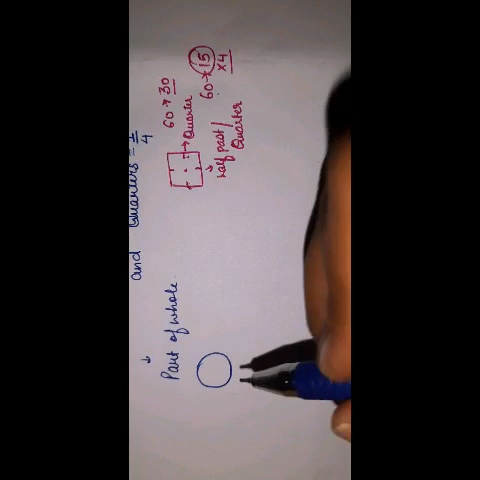 and Quarters = 1/4
↓
Part of whole
60 → 30
→ Quarter
60 → 15
× 4
↓
half past /
Quarter